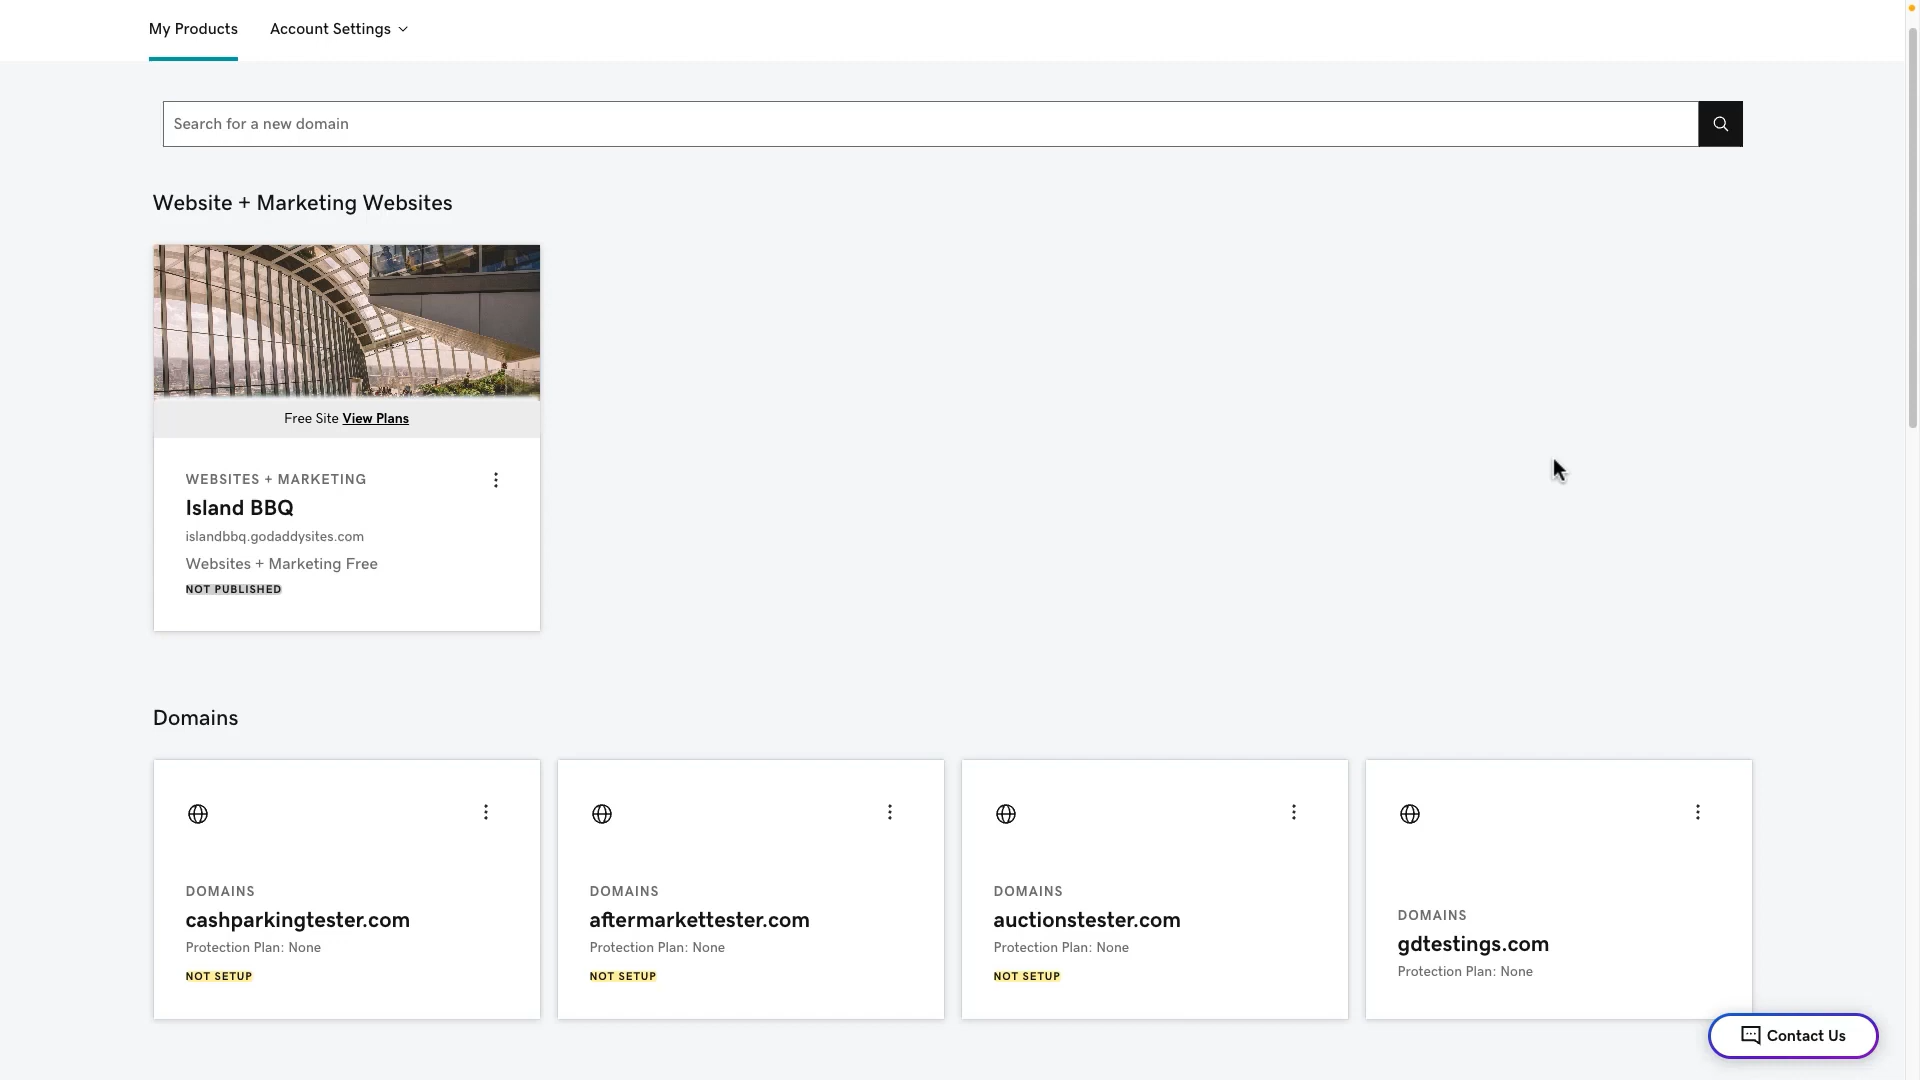 My Products
Account Settings
Search for a new domain
Website + Marketing Websites
Free Site View Plans
WEBSITES + MARKETING
Island BBQ
islandbbq.godaddysites.com
Websites + Marketing Free
NOT PUBLISHED
Domains
DOMAINS
cashparkingtester.com
Protection Plan: None
NOT SETUP
DOMAINS
aftermarkettester.com
Protection Plan: None
NOT SETUP
DOMAINS
auctionstester.com
Protection Plan: None
NOT SETUP
DOMAINS
gdtestings.com
Protection Plan: None
Contact Us